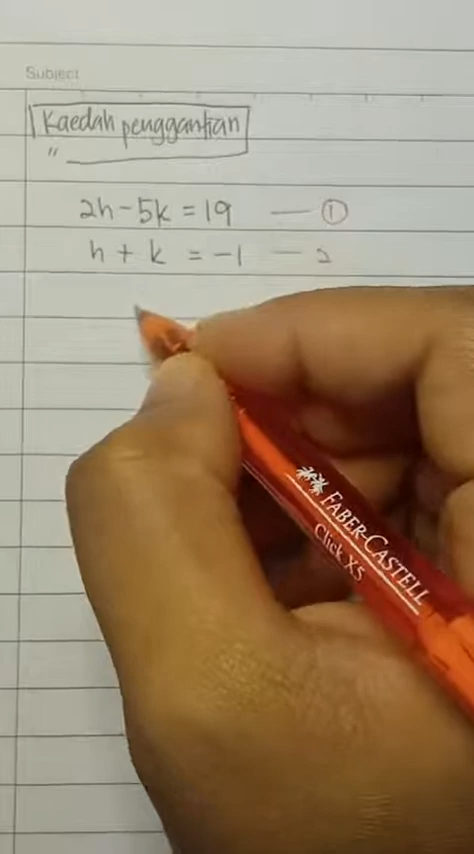 Subject
Kaedah penggantian
"
2h - 5k = 19 — ①
h + k = -1 — 2
FABER-CASTELL
Click X5